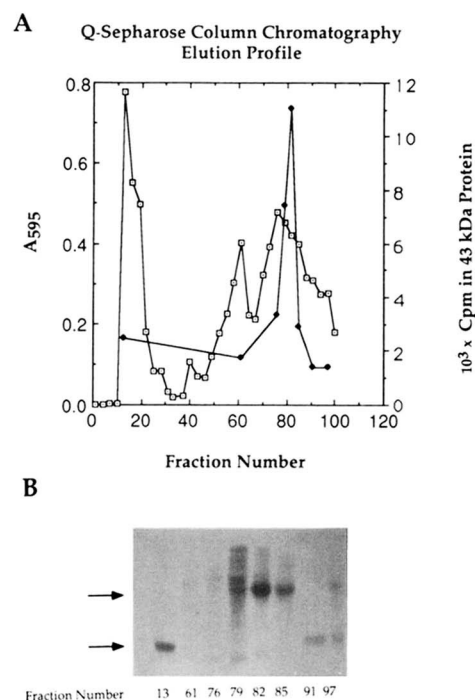 A
Q-Sepharose Column Chromatography
Elution Profile
0.8
0.6
0.4
0.2
0.0
A595
12
10
8
6
4
2
0
10³ x Cpm in 43 kDa Protein
0 20 40 60 80 100 120
Fraction Number
B
Fraction Number 13 61 76 79 82 85 91 97